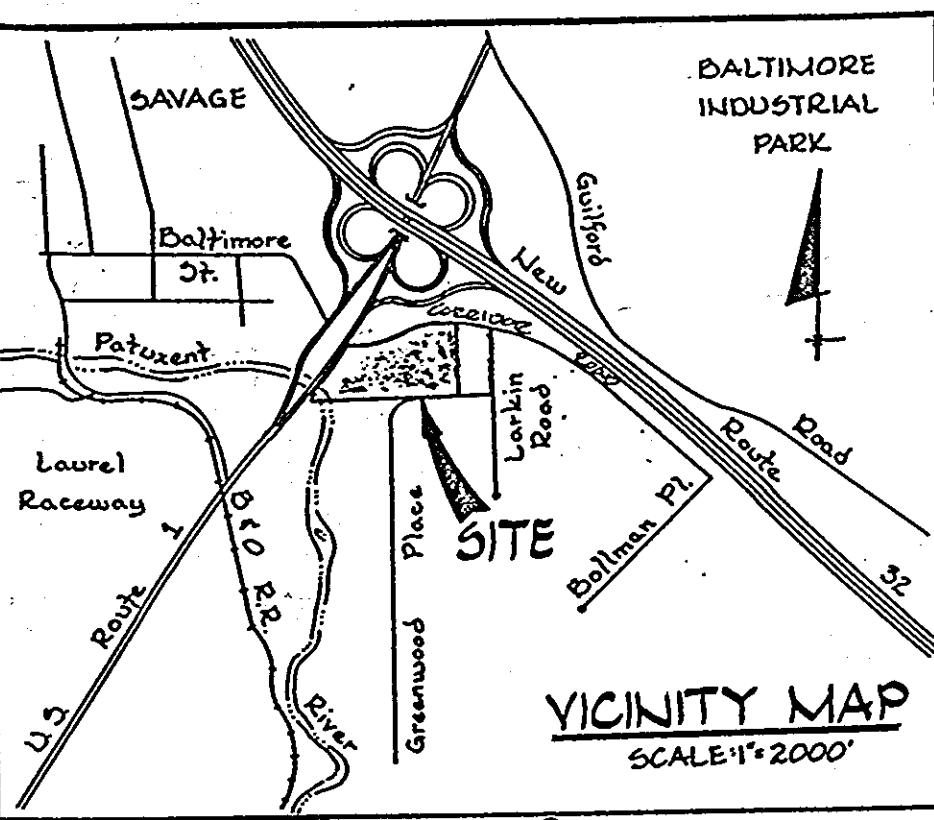 SAVAGE
BALTIMORE
INDUSTRIAL
PARK
Baltimore
St.
Guilford
Road
New
Route
32
Patuxent
River
Larkin
Road
Laurel
Raceway
U.S. Route 1
B & O R.R.
Greenwood Place
SITE
Bollman Pl.
VICINITY MAP
SCALE: 1"= 2000'